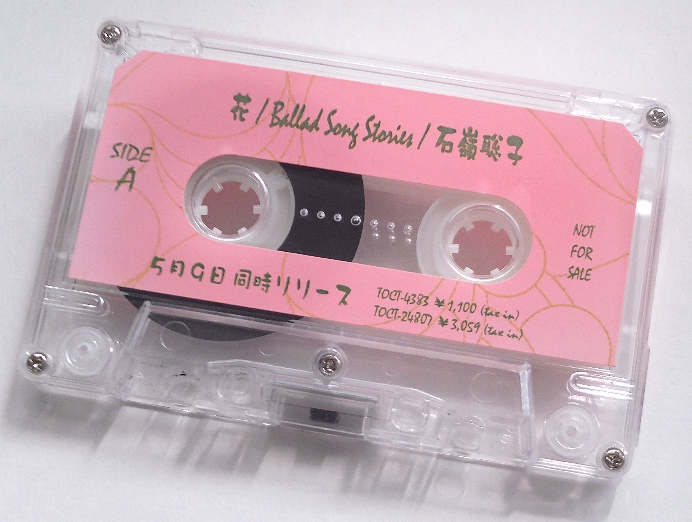 花 / Ballad Song Stories / 石嶺聡子
SIDE
A
NOT
FOR
SALE
5月9日同時リリース
TOCT-4383 ¥1,100 (tax in)
TOCT-24807 ¥3,059 (tax in)